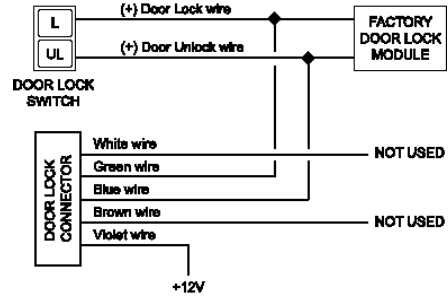 L
(+) Door Lock wire
UL
(+) Door Unlock wire
DOOR LOCK
SWITCH
FACTORY
DOOR LOCK
MODULE
DOOR LOCK
CONNECTOR
White wire
NOT USED
Green wire
Blue wire
Brown wire
NOT USED
Violet wire
+12V